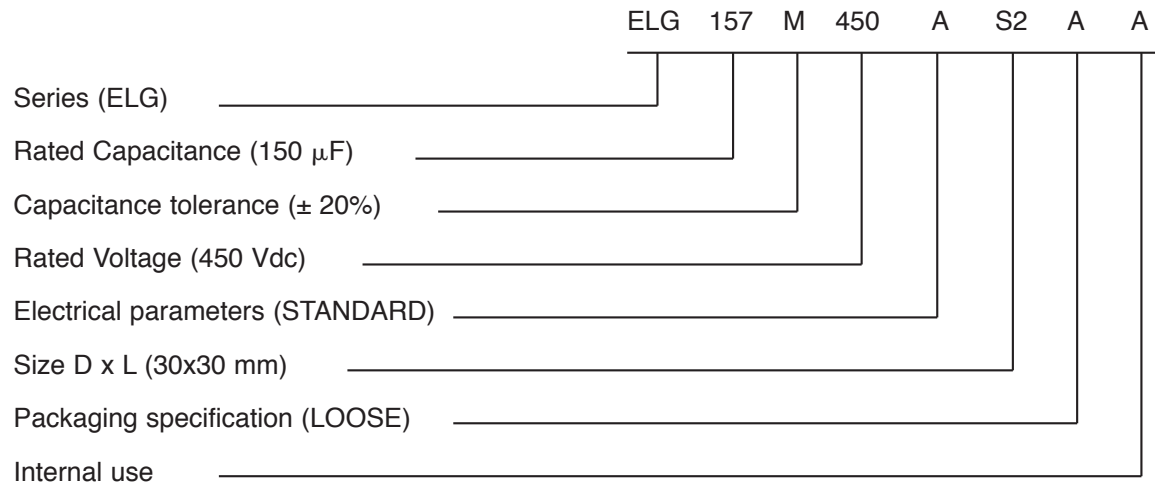 ELG 157 M 450 A S2 A A
Series (ELG)
Rated Capacitance (150 μF)
Capacitance tolerance (± 20%)
Rated Voltage (450 Vdc)
Electrical parameters (STANDARD)
Size D x L (30x30 mm)
Packaging specification (LOOSE)
Internal use